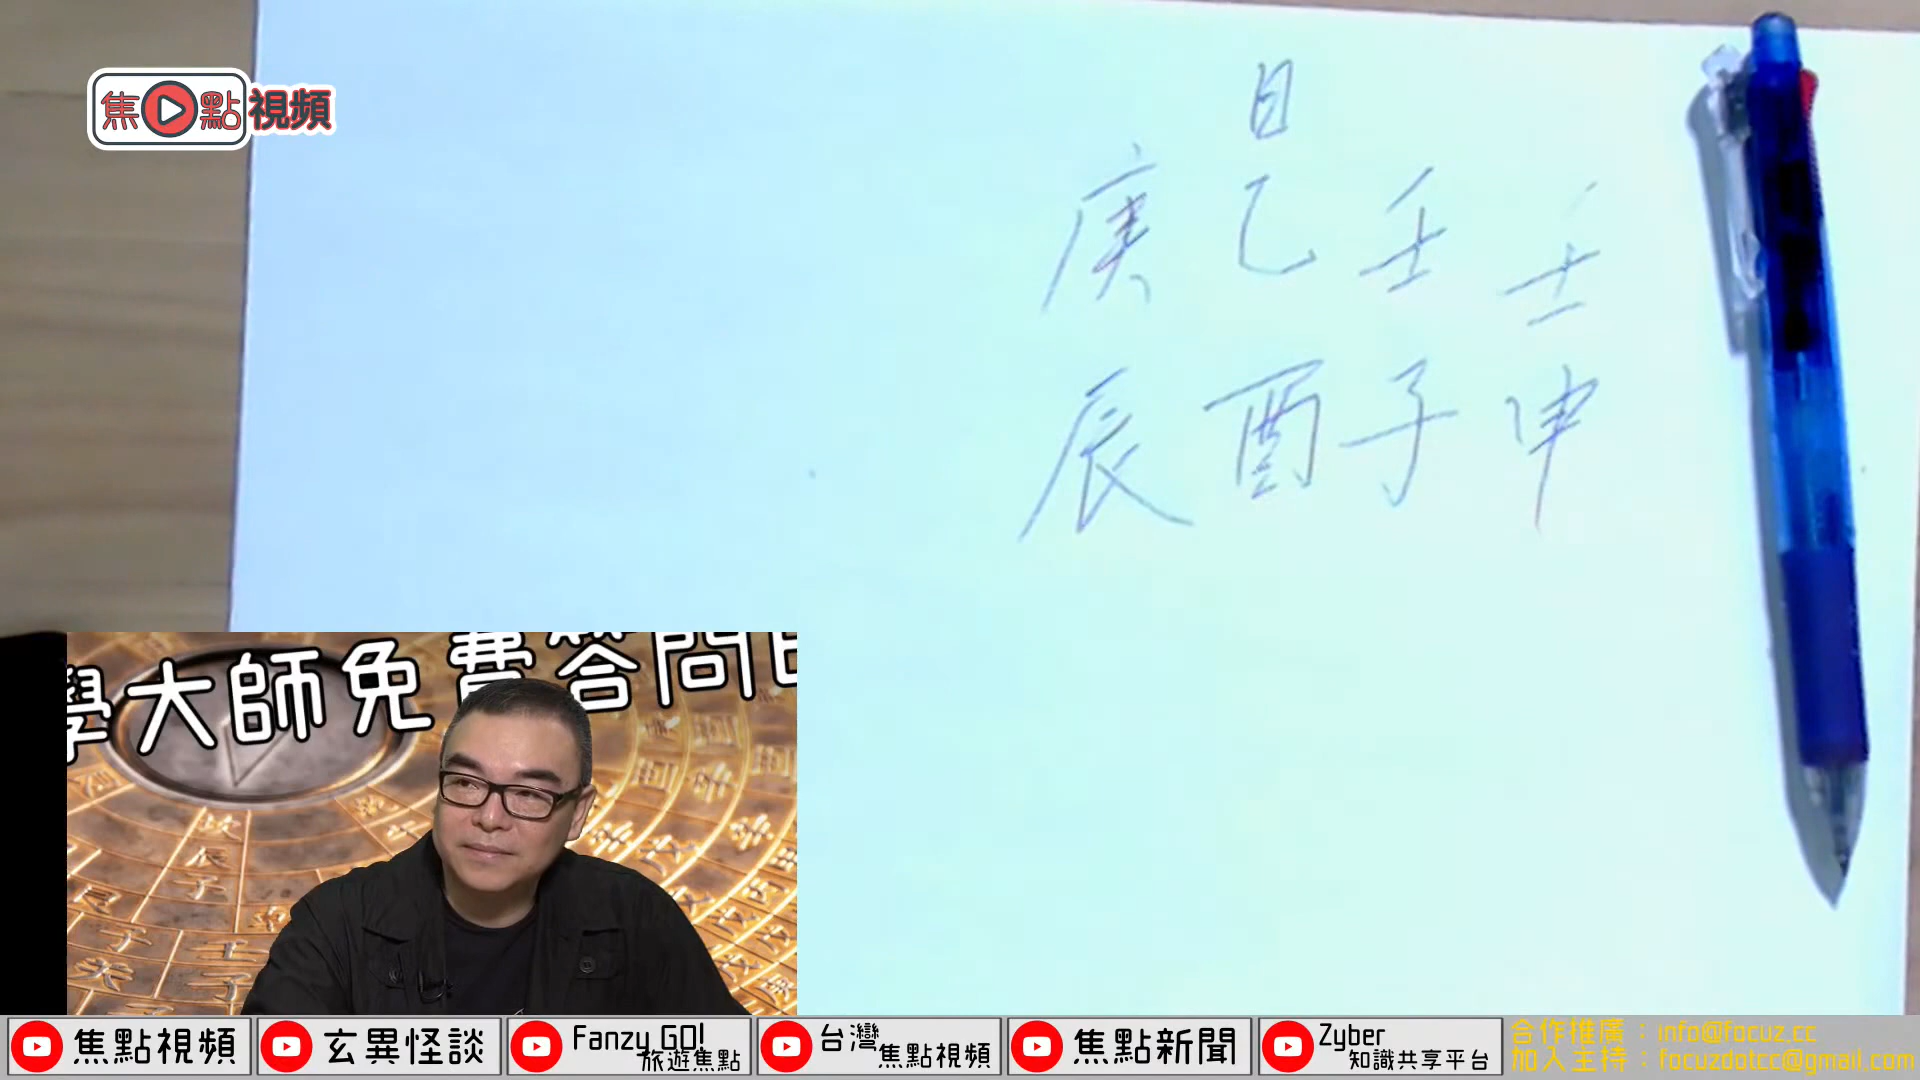 焦點視頻
日
庚乙壬壬
辰酉子申
學大師免費答問
焦點視頻
玄異怪談
Fanzy GO!
旅遊焦點
台灣
焦點視頻
焦點新聞
Zyber
知識共享平台
合作推廣：info@focuz.cc
加入主持：focuzdotcc@gmail.com